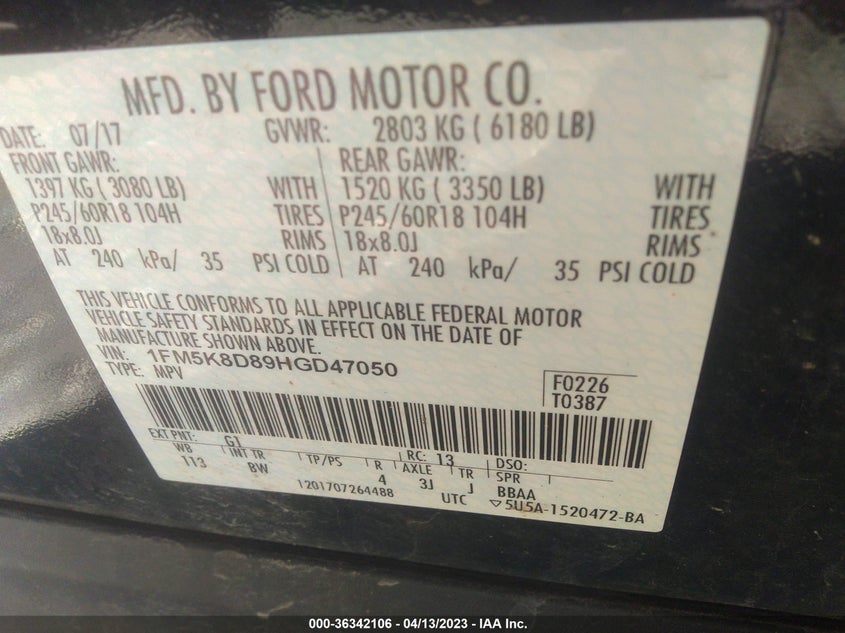 MFD. BY FORD MOTOR CO.
DATE: 07/17 GVWR: 2803 KG ( 6180 LB)
FRONT GAWR: REAR GAWR:
1397 KG ( 3080 LB) WITH 1520 KG ( 3350 LB) WITH
P245/60R18 104H TIRES P245/60R18 104H TIRES
18x8.0J RIMS 18x8.0J RIMS
AT 240 kPa/ 35 PSI COLD AT 240 kPa/ 35 PSI COLD
THIS VEHICLE CONFORMS TO ALL APPLICABLE FEDERAL MOTOR
VEHICLE SAFETY STANDARDS IN EFFECT ON THE DATE OF
MANUFACTURE SHOWN ABOVE.
VIN: 1FM5K8D89HGD47050
TYPE: MPV
F0226
T0387
EXT PNT: G1 RC: 13 DSO:
WB INT TR TP/PS R AXLE TR SPR
113 BW 4 3J J BBAA
1201707264488 UTC ▽5U5A-1520472-BA
000-36342106 - 04/13/2023 - IAA Inc.